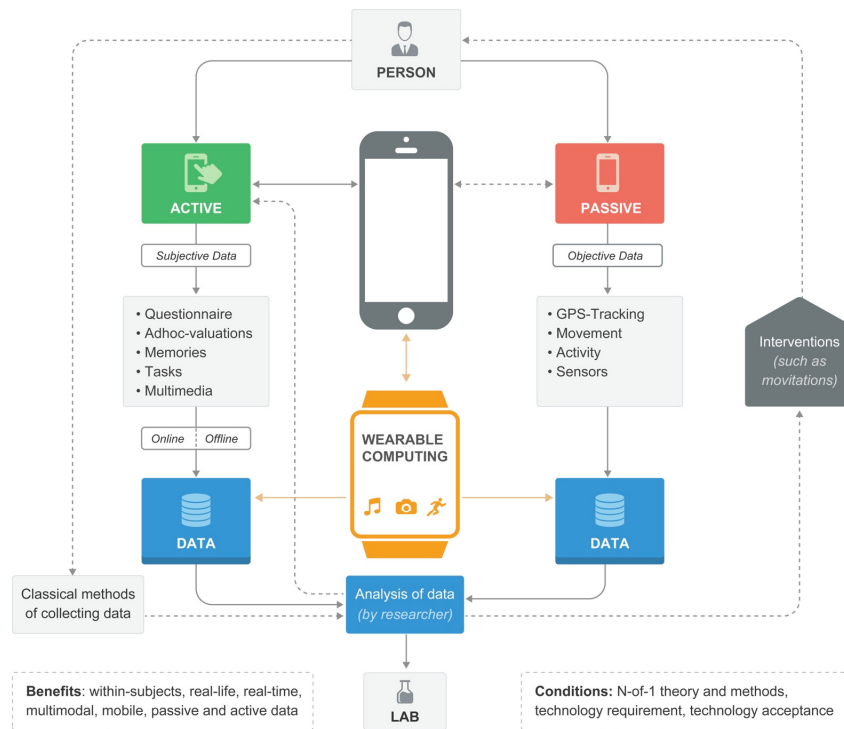 PERSON
ACTIVE
PASSIVE
Subjective Data
Objective Data
• Questionnaire
• Adhoc-valuations
• Memories
• Tasks
• Multimedia
• GPS-Tracking
• Movement
• Activity
• Sensors
Interventions
(such as
movitations)
Online Offline
WEARABLE
COMPUTING
DATA
DATA
Classical methods
of collecting data
Analysis of data
(by researcher)
LAB
Benefits: within-subjects, real-life, real-time,
multimodal, mobile, passive and active data
Conditions: N-of-1 theory and methods,
technology requirement, technology acceptance